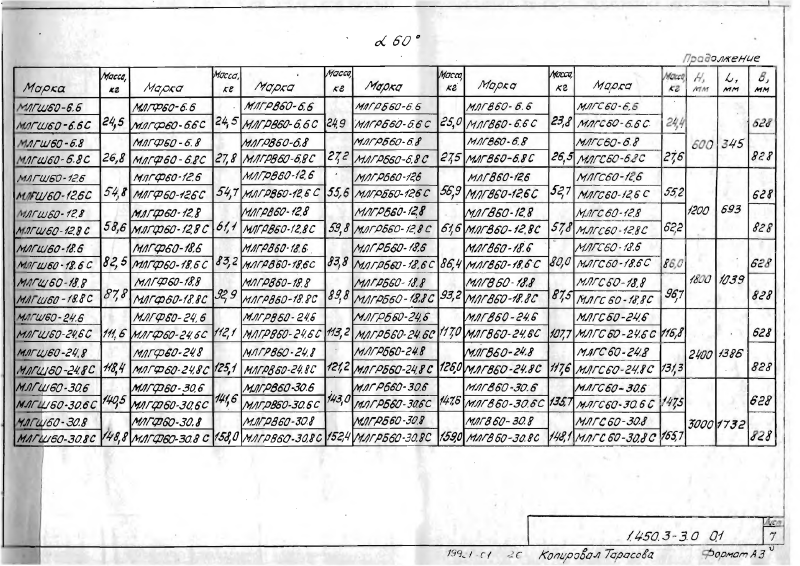 α 60°
Продолжение
Марка Масса, кг Марка Масса, кг Марка Масса, кг Марка Масса, кг Марка Масса, кг Марка Масса, кг H, мм L, мм B, мм
МЛГШ60-6.6 МЛГФ60-6.6 МЛГРВ60-6.6 МЛГРБ60-6.6 МЛГВ60-6.6 МЛГС60-6.6
МЛГШ60-6.6С 24,5 МЛГФ60-6.6С 24,5 МЛГРВ60-6.6С 24,9 МЛГРБ60-6.6С 25,0 МЛГВ60-6.6С 23,8 МЛГС60-6.6С 24,4 600 345 628
МЛГШ60-6.8 МЛГФ60-6.8 МЛГРВ60-6.8 МЛГРБ60-6.8 МЛГВ60-6.8 МЛГС60-6.8
МЛГШ60-6.8С 26,8 МЛГФ60-6.8С 27,8 МЛГРВ60-6.8С 27,2 МЛГРБ60-6.8С 27,5 МЛГВ60-6.8С 26,5 МЛГС60-6.8С 27,6 828
МЛГШ60-12.6 МЛГФ60-12.6 МЛГРВ60-12.6 МЛГРБ60-12.6 МЛГВ60-12.6 МЛГС60-12.6
МЛГШ60-12.6С 54,8 МЛГФ60-12.6С 54,7 МЛГРВ60-12.6С 55,6 МЛГРБ60-12.6С 56,9 МЛГВ60-12.6С 52,7 МЛГС60-12.6С 55,2 1200 693 628
МЛГШ60-12.8 МЛГФ60-12.8 МЛГРВ60-12.8 МЛГРБ60-12.8 МЛГВ60-12.8 МЛГС60-12.8
МЛГШ60-12.8С 58,6 МЛГФ60-12.8С 61,1 МЛГРВ60-12.8С 59,8 МЛГРБ60-12.8С 61,6 МЛГВ60-12.8С 57,8 МЛГС60-12.8С 62,2 828
МЛГШ60-18.6 МЛГФ60-18.6 МЛГРВ60-18.6 МЛГРБ60-18.6 МЛГВ60-18.6 МЛГС60-18.6
МЛГШ60-18.6С 82,5 МЛГФ60-18.6С 83,2 МЛГРВ60-18.6С 83,8 МЛГРБ60-18.6С 86,4 МЛГВ60-18.6С 80,0 МЛГС60-18.6С 86,0 1800 1039 628
МЛГШ60-18.8 МЛГФ60-18.8 МЛГРВ60-18.8 МЛГРБ60-18.8 МЛГВ60-18.8 МЛГС60-18.8
МЛГШ60-18.8С 87,8 МЛГФ60-18.8С 92,9 МЛГРВ60-18.8С 89,8 МЛГРБ60-18.8С 93,2 МЛГВ60-18.8С 87,5 МЛГС60-18.8С 96,7 828
МЛГШ60-24.6 МЛГФ60-24.6 МЛГРВ60-24.6 МЛГРБ60-24.6 МЛГВ60-24.6 МЛГС60-24.6
МЛГШ60-24.6С 111,6 МЛГФ60-24.6С 112,1 МЛГРВ60-24.6С 113,2 МЛГРБ60-24.6С 117,0 МЛГВ60-24.6С 107,7 МЛГС60-24.6С 116,8 2400 1386 628
МЛГШ60-24.8 МЛГФ60-24.8 МЛГРВ60-24.8 МЛГРБ60-24.8 МЛГВ60-24.8 МЛГС60-24.8
МЛГШ60-24.8С 118,4 МЛГФ60-24.8С 125,1 МЛГРВ60-24.8С 121,2 МЛГРБ60-24.8С 126,0 МЛГВ60-24.8С 117,6 МЛГС60-24.8С 131,3 828
МЛГШ60-30.6 МЛГФ60-30.6 МЛГРВ60-30.6 МЛГРБ60-30.6 МЛГВ60-30.6 МЛГС60-30.6
МЛГШ60-30.6С 140,5 МЛГФ60-30.6С 141,6 МЛГРВ60-30.6С 143,0 МЛГРБ60-30.6С 147,6 МЛГВ60-30.6С 135,7 МЛГС60-30.6С 147,5 3000 1732 628
МЛГШ60-30.8 МЛГФ60-30.8 МЛГРВ60-30.8 МЛГРБ60-30.8 МЛГВ60-30.8 МЛГС60-30.8
МЛГШ60-30.8С 148,8 МЛГФ60-30.8С 158,0 МЛГРВ60-30.8С 152,4 МЛГРБ60-30.8С 159,0 МЛГВ60-30.8С 148,1 МЛГС60-30.8С 165,7 828
1.450.3-3.0 0.1
Лист 7
Копировал Тарасова Формат А3